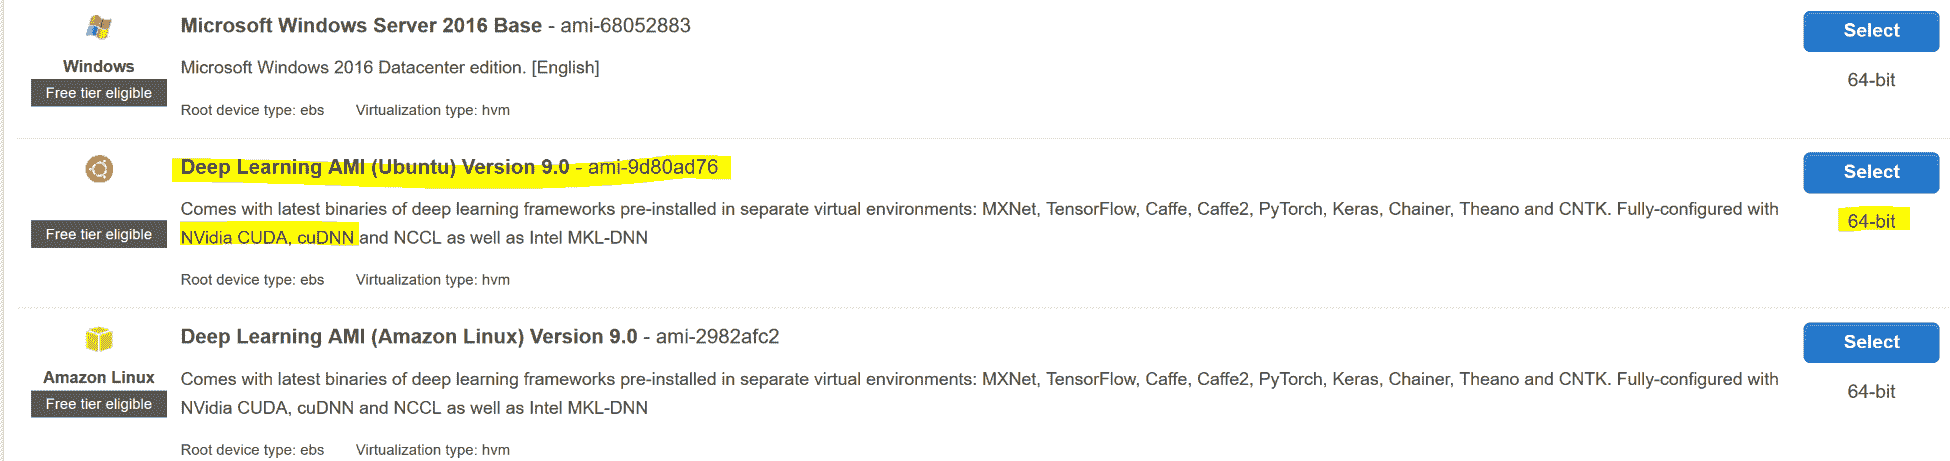 Microsoft Windows Server 2016 Base - ami-68052883
Select
Windows
Microsoft Windows 2016 Datacenter edition. [English]
64-bit
Free tier eligible
Root device type: ebs Virtualization type: hvm
Deep Learning AMI (Ubuntu) Version 9.0 - ami-9d80ad76
Select
Comes with latest binaries of deep learning frameworks pre-installed in separate virtual environments: MXNet, TensorFlow, Caffe, Caffe2, PyTorch, Keras, Chainer, Theano and CNTK. Fully-configured with
64-bit
Free tier eligible
NVidia CUDA, cuDNN and NCCL as well as Intel MKL-DNN
Root device type: ebs Virtualization type: hvm
Deep Learning AMI (Amazon Linux) Version 9.0 - ami-2982afc2
Select
Amazon Linux
Comes with latest binaries of deep learning frameworks pre-installed in separate virtual environments: MXNet, TensorFlow, Caffe, Caffe2, PyTorch, Keras, Chainer, Theano and CNTK. Fully-configured with
64-bit
Free tier eligible
NVidia CUDA, cuDNN and NCCL as well as Intel MKL-DNN
Root device type: ebs Virtualization type: hvm